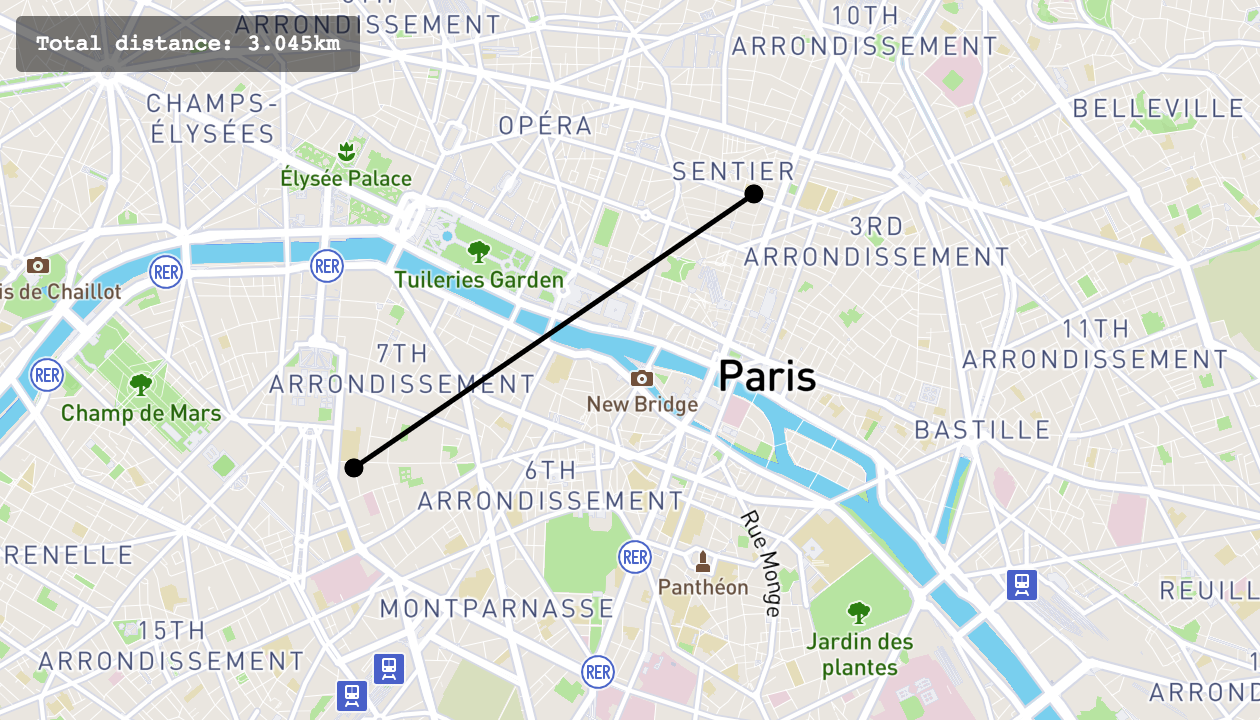 ARRONDISSEMENT
Total distance: 3.045km
10TH
ARRONDISSEMENT
CHAMPS-
ÉLYSÉES
BELLEVILLE
OPÉRA
Élysée Palace
SENTIER
3RD
ARRONDISSEMENT
RER
RER
Tuileries Garden
is de Chaillot
7TH
ARRONDISSEMENT
11TH
ARRONDISSEMENT
RER
Paris
New Bridge
Champ de Mars
BASTILLE
6TH
ARRONDISSEMENT
RENELLE
RER
Rue Monge
Panthéon
REUILL
MONTPARNASSE
15TH
ARRONDISSEMENT
Jardin des
plantes
RER
1
ARROND